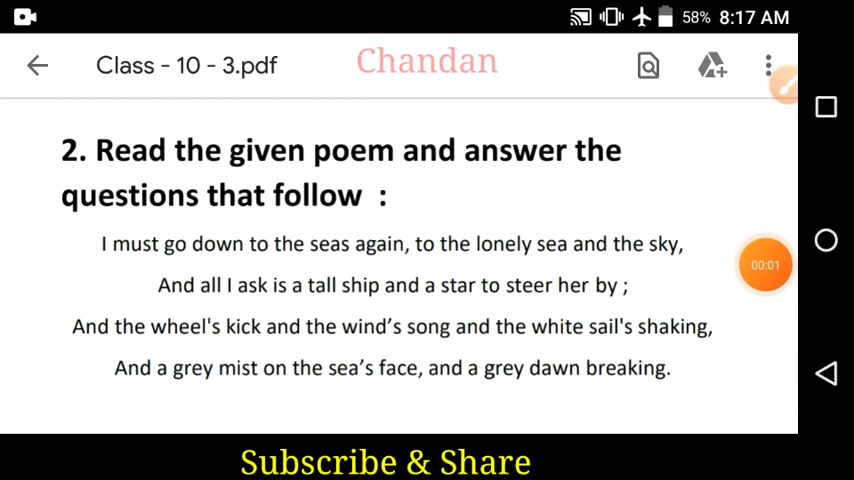 58% 8:17 AM
Class - 10 - 3.pdf
Chandan
2. Read the given poem and answer the
questions that follow :
I must go down to the seas again, to the lonely sea and the sky,
And all I ask is a tall ship and a star to steer her by ;
00:01
And the wheel's kick and the wind’s song and the white sail's shaking,
And a grey mist on the sea’s face, and a grey dawn breaking.
Subscribe & Share